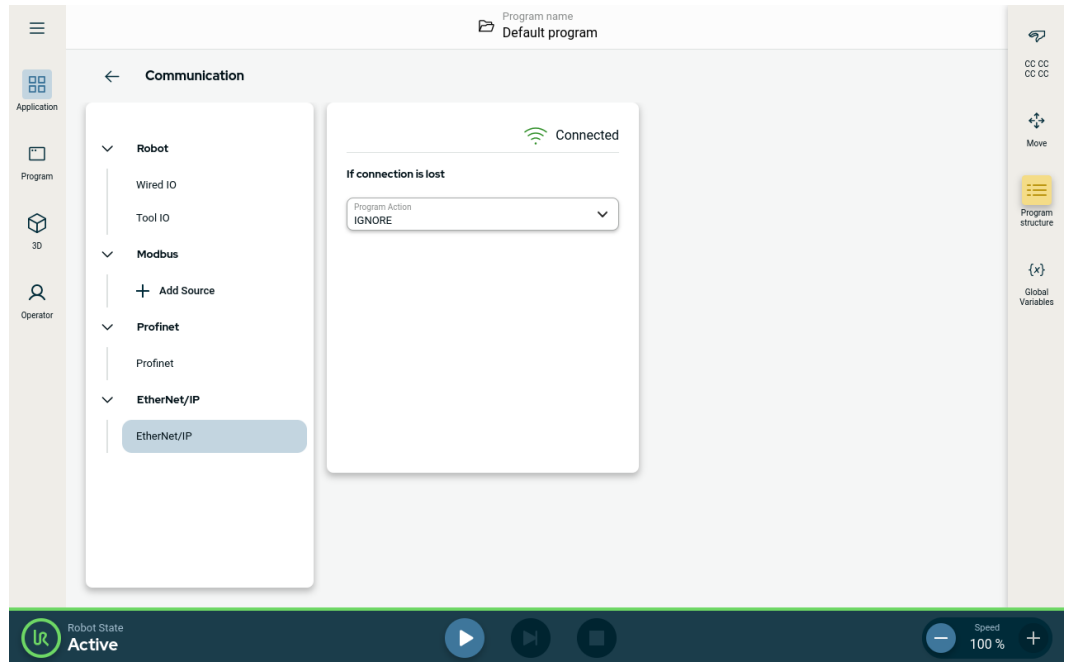 Program name
Default program
Application
Program
3D
Operator
Communication
Robot
Wired IO
Tool IO
Modbus
Add Source
Profinet
Profinet
EtherNet/IP
EtherNet/IP
Connected
If connection is lost
Program Action
IGNORE
CC CC
CC CC
Move
Program
structure
{x}
Global
Variables
UR
Robot State
Active
Speed
100 %